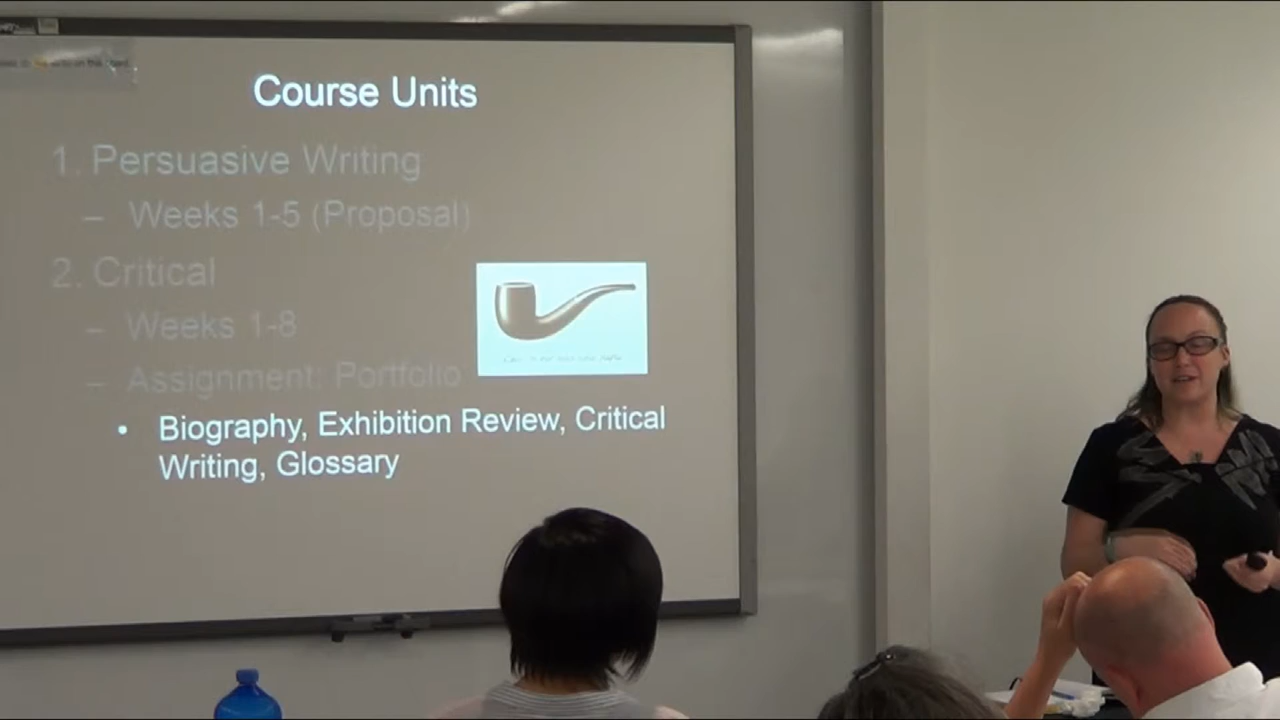 Course Units
1. Persuasive Writing
– Weeks 1-5 (Proposal)
2. Critical
– Weeks 1-8
– Assignment: Portfolio
• Biography, Exhibition Review, Critical
Writing, Glossary